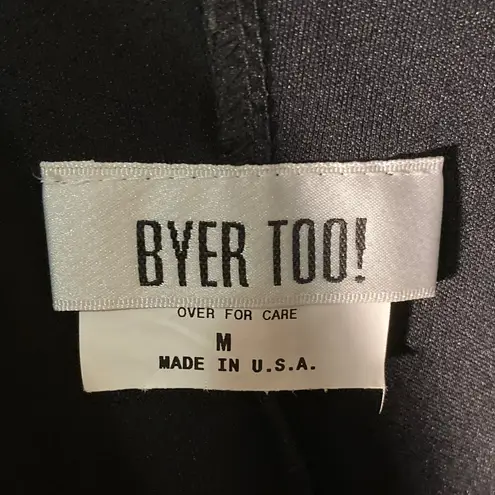 BYER TOO!
OVER FOR CARE
M
MADE IN U.S.A.